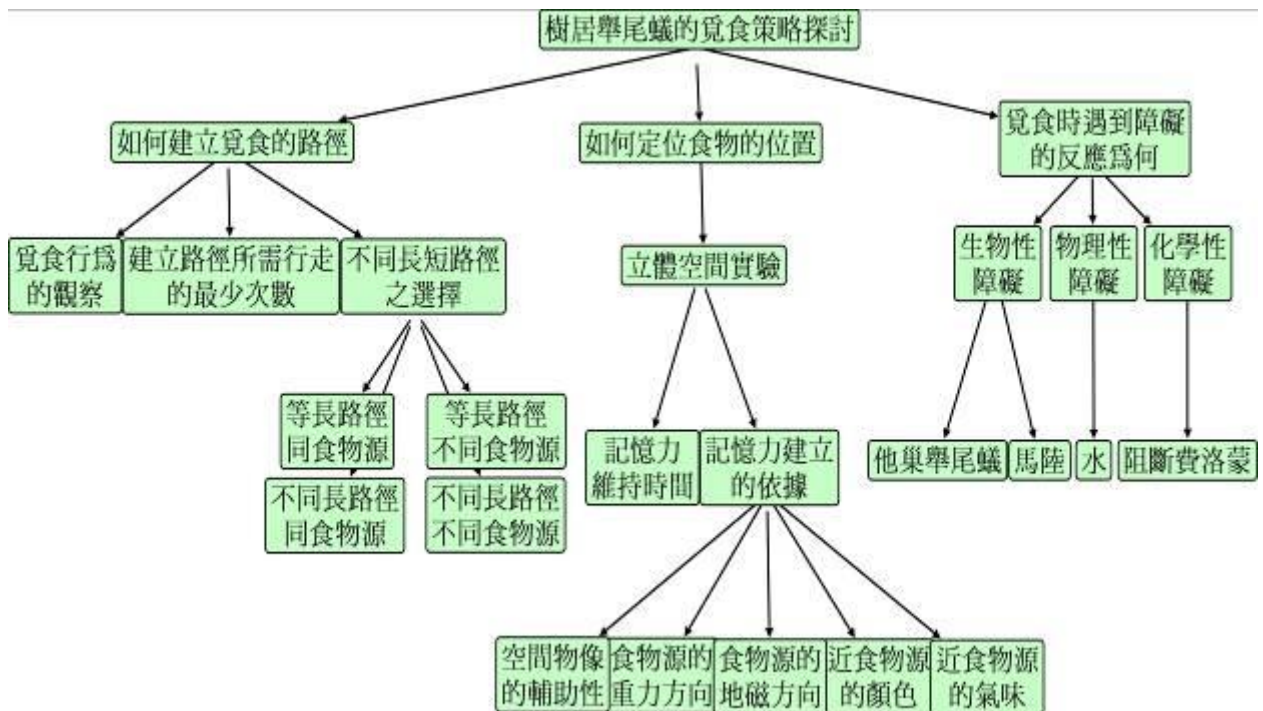 樹居舉尾蟻的覓食策略探討
如何建立覓食的路徑
如何定位食物的位置
覓食時遇到障礙
的反應爲何
覓食行爲
的觀察
建立路徑所需行走
的最少次數
不同長短路徑
之選擇
立體空間實驗
生物性
障礙
物理性
障礙
化學性
障礙
等長路徑
同食物源
等長路徑
不同食物源
不同長路徑
同食物源
不同長路徑
不同食物源
記憶力
維持時間
記憶力建立
的依據
他巢舉尾蟻
馬陸
水
阻斷費洛蒙
空間物像
的輔助性
食物源的
重力方向
食物源的
地磁方向
近食物源
的顏色
近食物源
的氣味